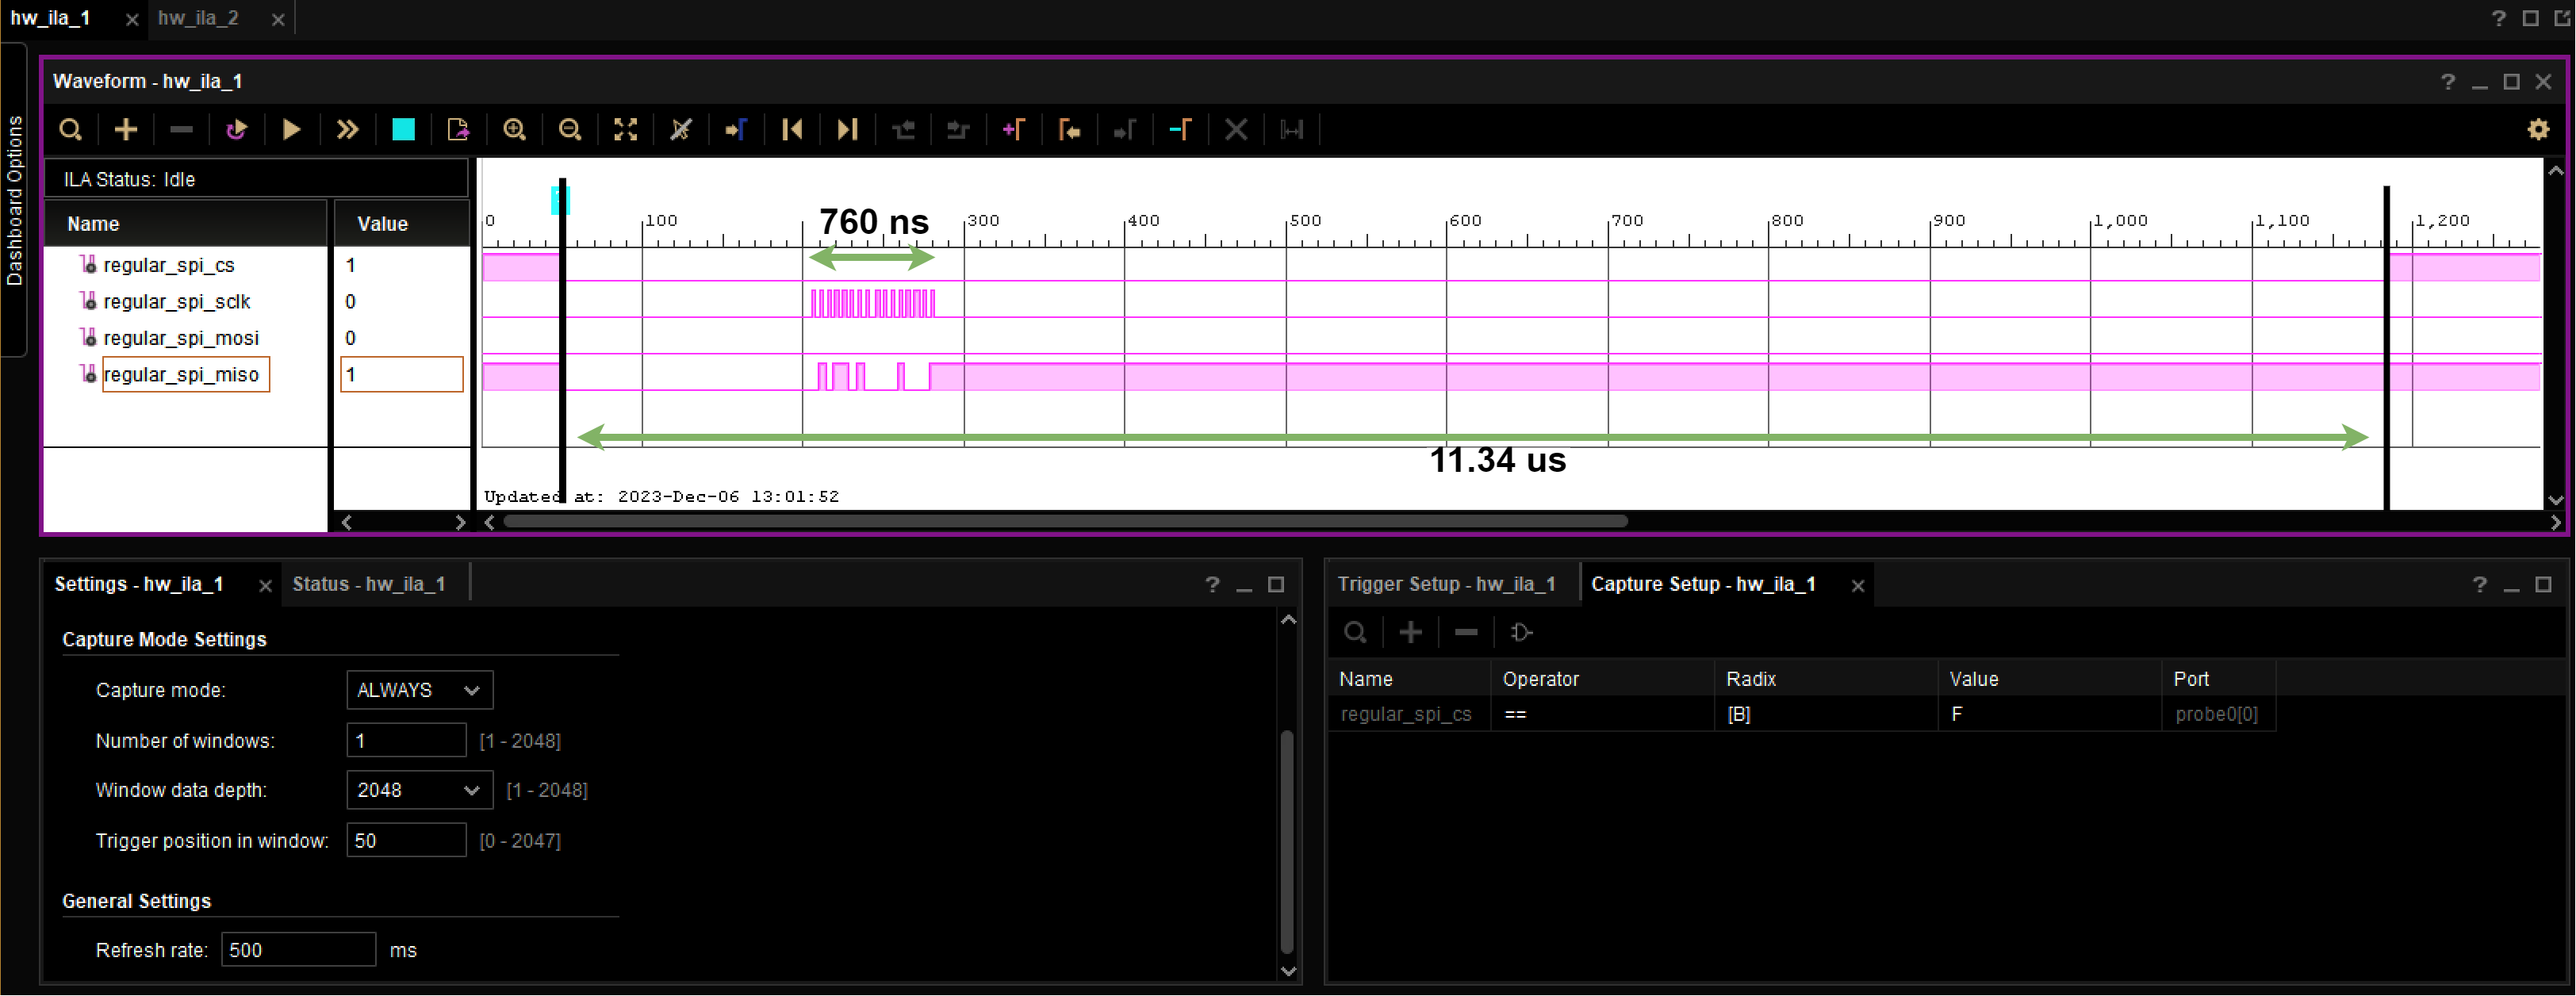 hw_ila_1 hw_ila_2
Dashboard Options
Waveform - hw_ila_1
ILA Status: Idle
Name Value
0 100 300 400 500 600 700 800 900 1,000 1,100 1,200
760 ns
regular_spi_cs 1
regular_spi_sclk 0
regular_spi_mosi 0
regular_spi_miso 1
11.34 us
Updated at: 2023-Dec-06 13:01:52
Settings - hw_ila_1 Status - hw_ila_1
Capture Mode Settings
Capture mode: ALWAYS
Number of windows: 1 [1 - 2048]
Window data depth: 2048 [1 - 2048]
Trigger position in window: 50 [0 - 2047]
General Settings
Refresh rate: 500 ms
Trigger Setup - hw_ila_1 Capture Setup - hw_ila_1
Name Operator Radix Value Port
regular_spi_cs == [B] F probe0[0]